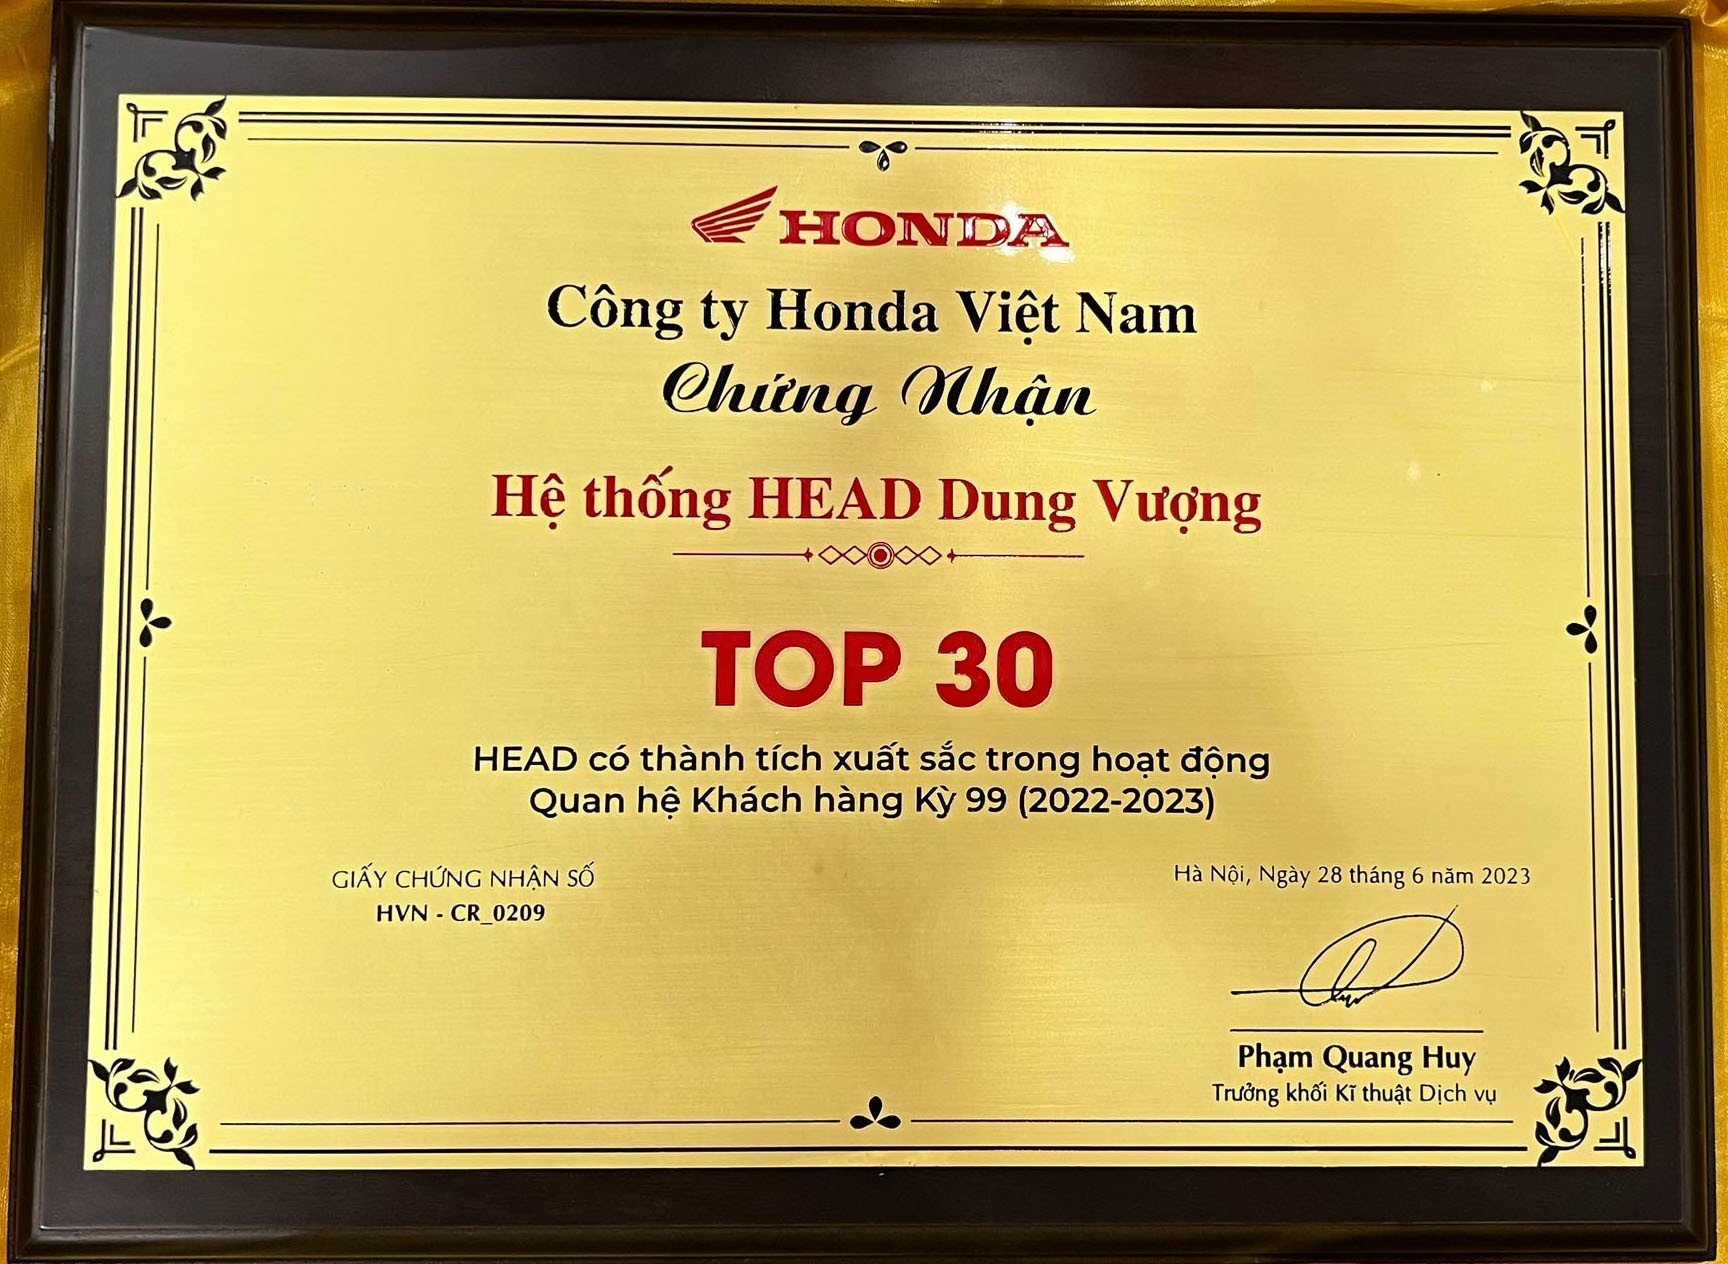 HONDA
Công ty Honda Việt Nam
Chứng Nhận
Hệ thống HEAD Dung Vượng
TOP 30
HEAD có thành tích xuất sắc trong hoạt động
Quan hệ Khách hàng Kỳ 99 (2022-2023)
GIẤY CHỨNG NHẬN SỐ
HVN - CR_0209
Hà Nội, Ngày 28 tháng 6 năm 2023
Phạm Quang Huy
Trưởng khối Kĩ thuật Dịch vụ